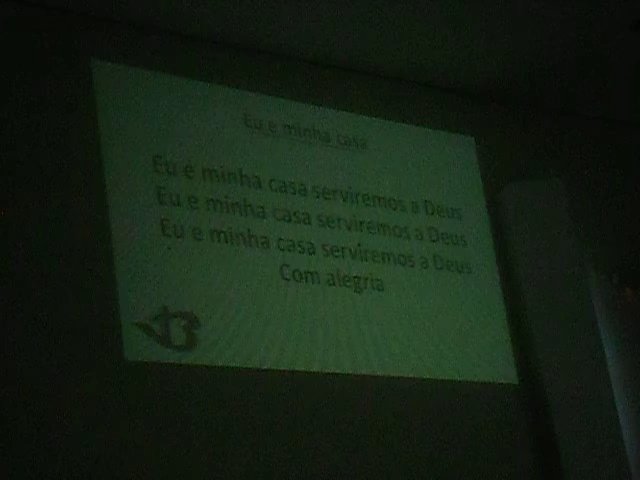 Eu e minha casa
Eu e minha casa serviremos a Deus
Eu e minha casa serviremos a Deus
Eu e minha casa serviremos a Deus
Com alegria